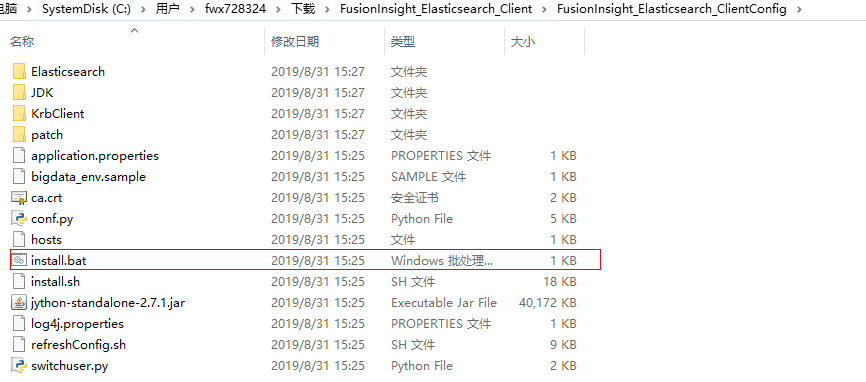 电脑 › SystemDisk (C:) › 用户 › fwx728324 › 下载 › FusionInsight_Elasticsearch_Client › FusionInsight_Elasticsearch_ClientConfig ›
名称 修改日期 类型 大小
Elasticsearch 2019/8/31 15:27 文件夹
JDK 2019/8/31 15:27 文件夹
KrbClient 2019/8/31 15:27 文件夹
patch 2019/8/31 15:27 文件夹
application.properties 2019/8/31 15:25 PROPERTIES 文件 1 KB
bigdata_env.sample 2019/8/31 15:25 SAMPLE 文件 1 KB
ca.crt 2019/8/31 15:25 安全证书 2 KB
conf.py 2019/8/31 15:25 Python File 5 KB
hosts 2019/8/31 15:25 文件 1 KB
install.bat 2019/8/31 15:25 Windows 批处理... 1 KB
install.sh 2019/8/31 15:25 SH 文件 18 KB
jython-standalone-2.7.1.jar 2019/8/31 15:25 Executable Jar File 40,172 KB
log4j.properties 2019/8/31 15:25 PROPERTIES 文件 1 KB
refreshConfig.sh 2019/8/31 15:25 SH 文件 9 KB
switchuser.py 2019/8/31 15:25 Python File 2 KB